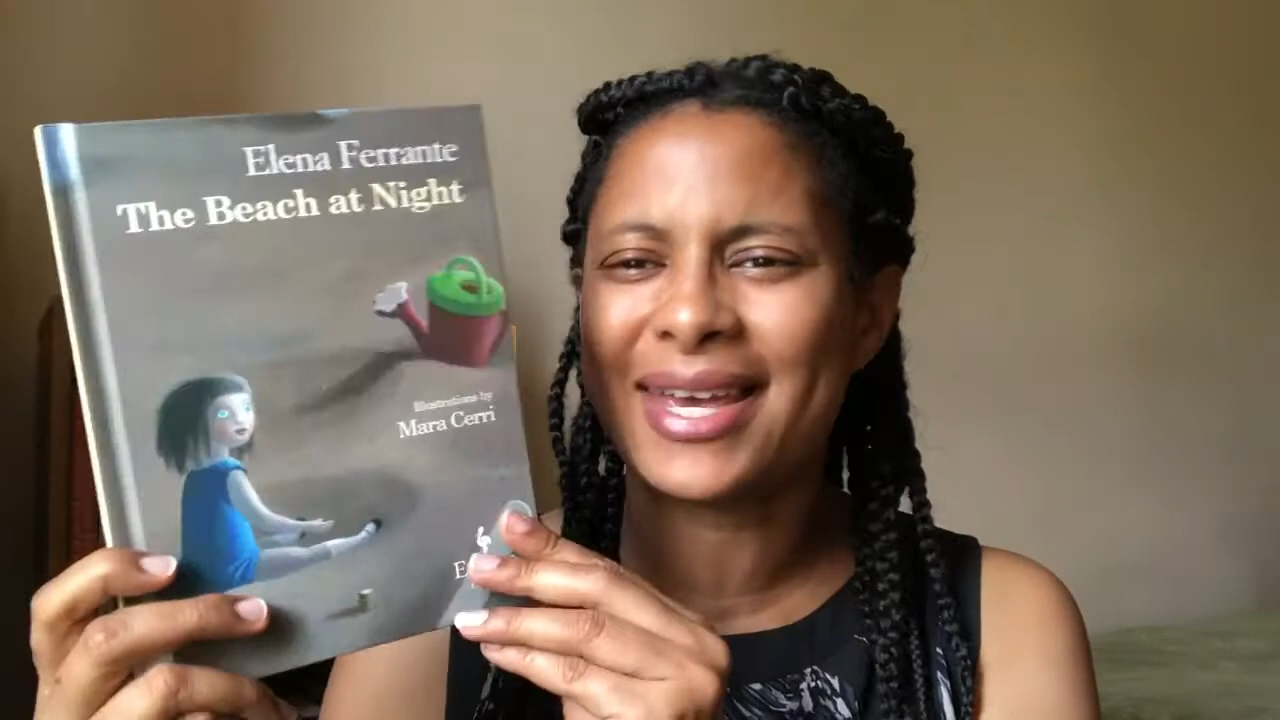 Elena Ferrante
The Beach at Night
Illustrations by
Mara Cerri